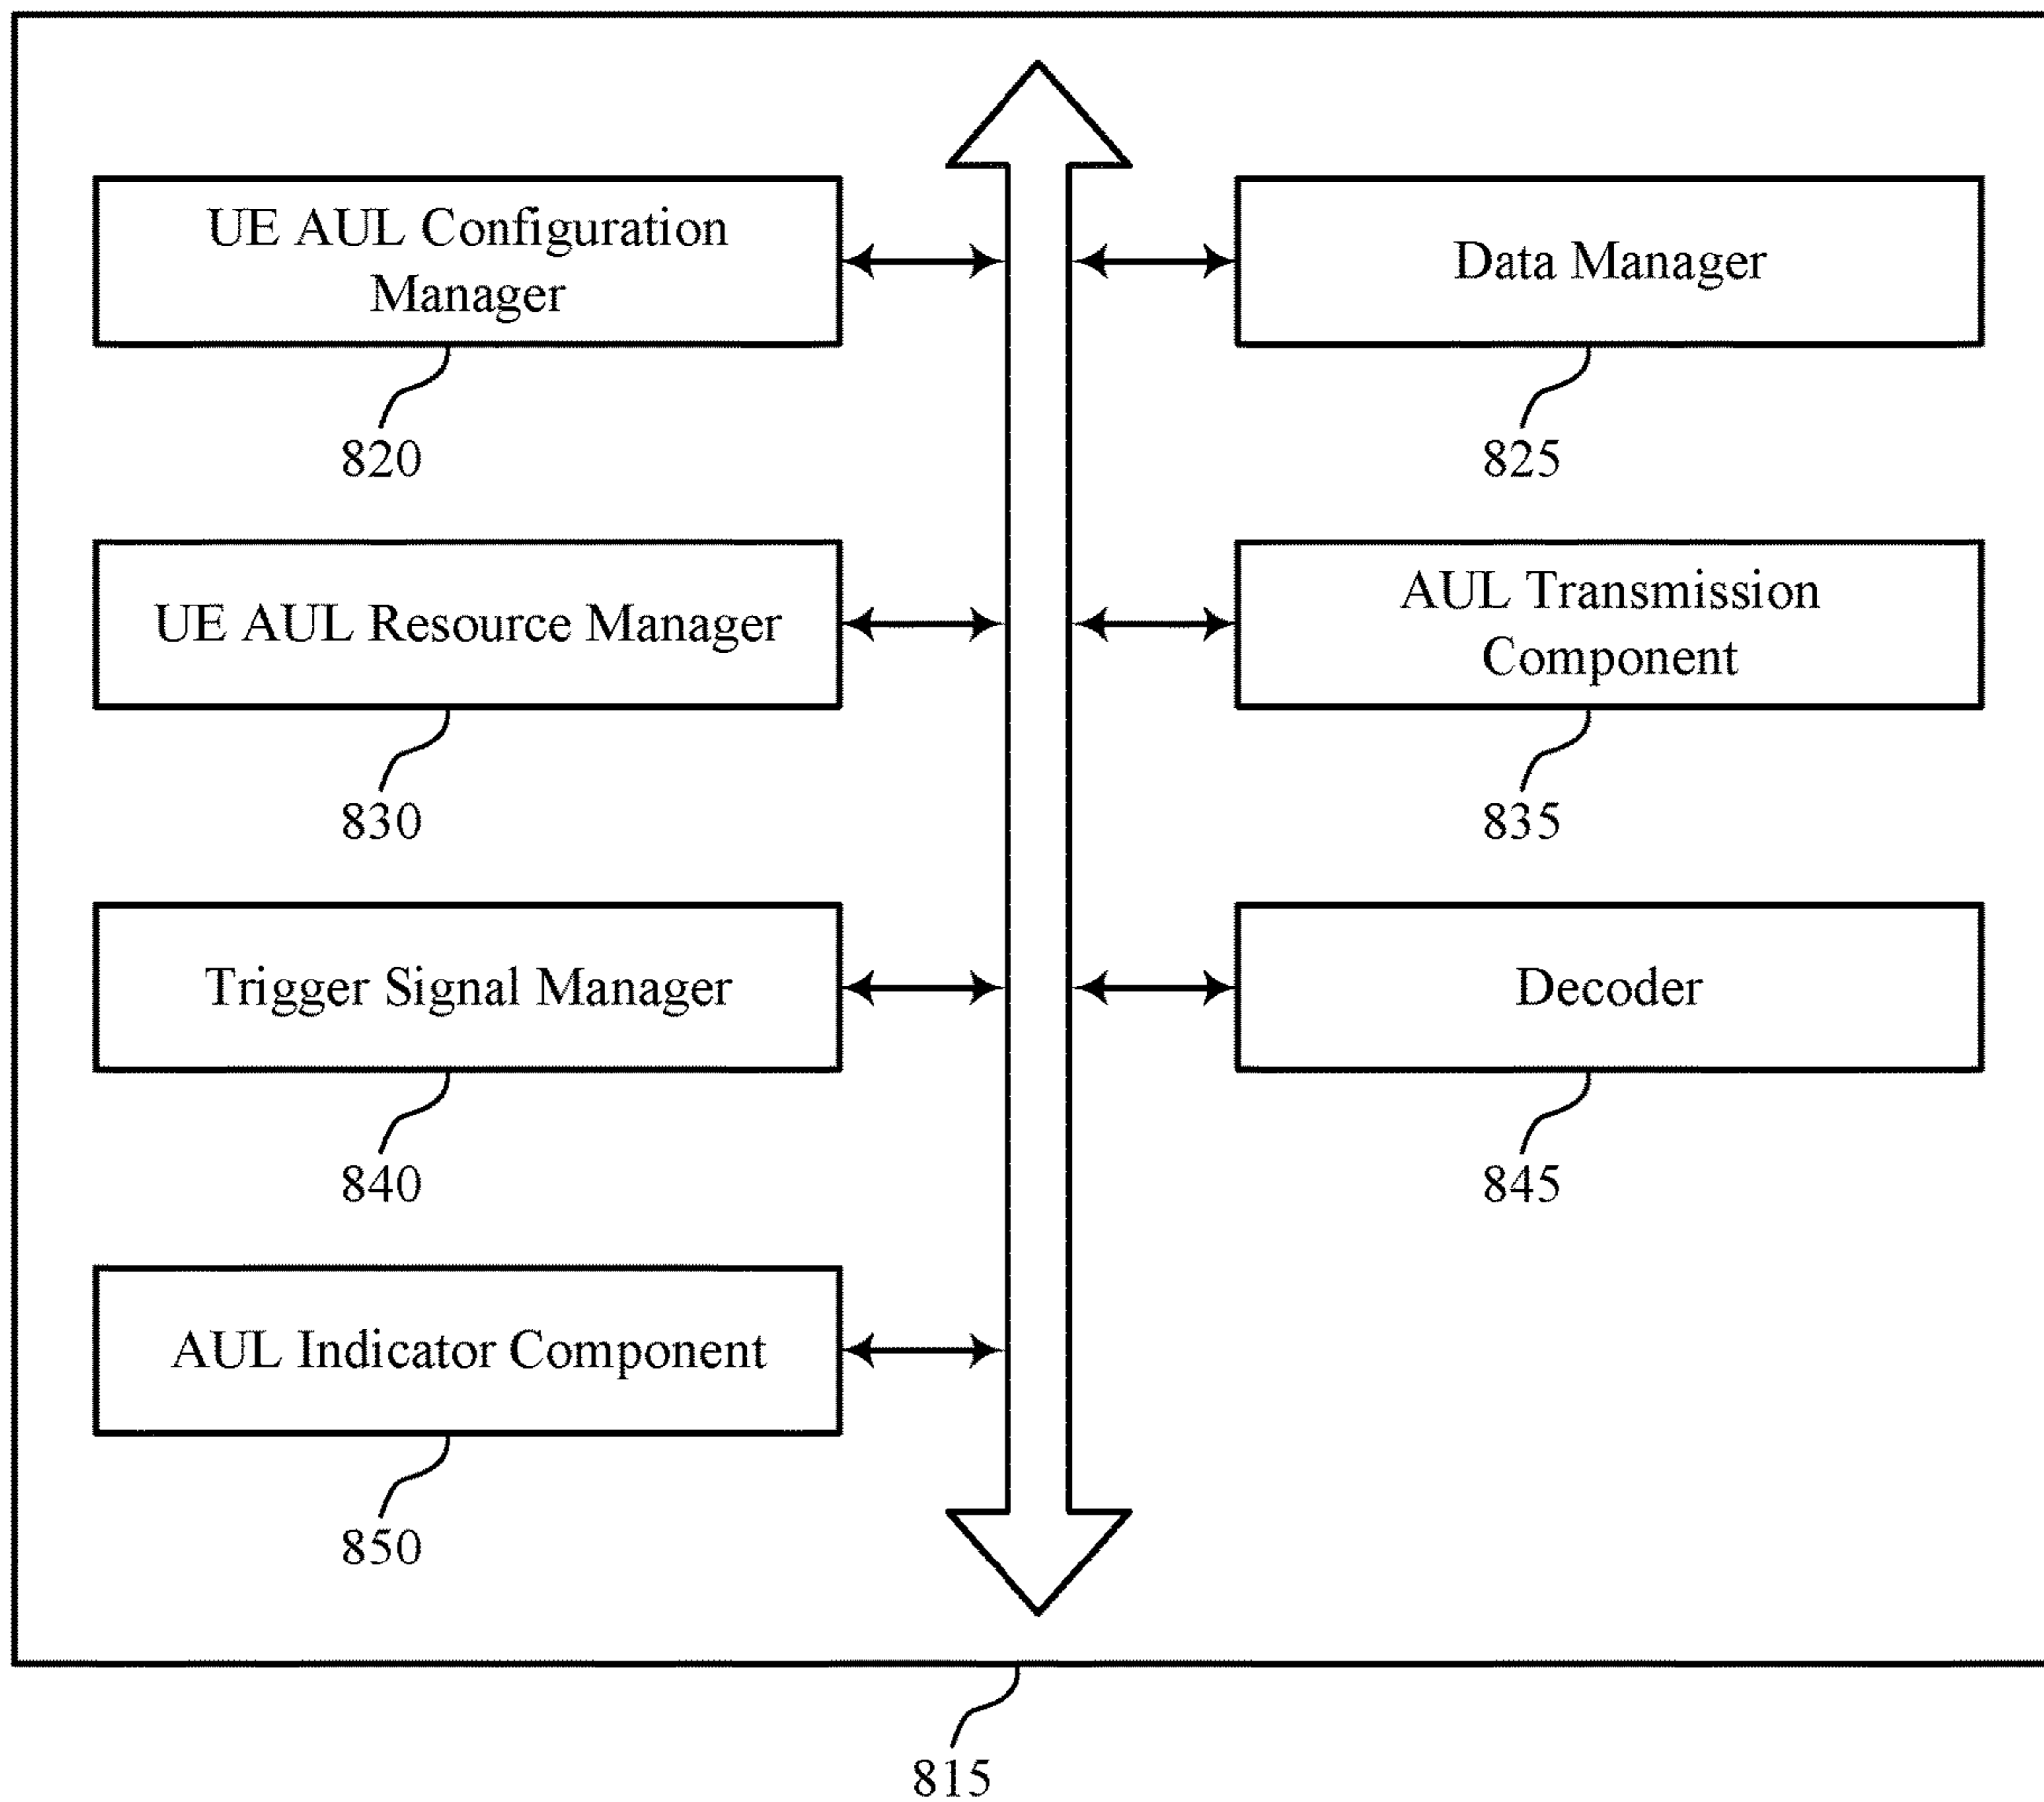 UE AUL Configuration
Manager
820
Data Manager
825
UE AUL Resource Manager
830
AUL Transmission
Component
835
Trigger Signal Manager
840
Decoder
845
AUL Indicator Component
850
815